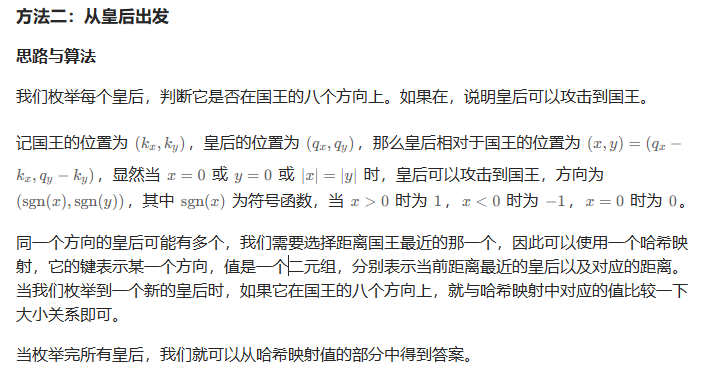 方法二：从皇后出发
思路与算法
我们枚举每个皇后，判断它是否在国王的八个方向上。如果在，说明皇后可以攻击到国王。
记国王的位置为 (kₓ, kᵧ)，皇后的位置为 (qₓ, qᵧ)，那么皇后相对于国王的位置为 (x, y) = (qₓ −
kₓ, qᵧ − kᵧ)，显然当 x = 0 或 y = 0 或 |x| = |y| 时，皇后可以攻击到国王，方向为
(sgn(x), sgn(y))，其中 sgn(x) 为符号函数，当 x > 0 时为 1，x < 0 时为 −1，x = 0 时为 0。
同一个方向的皇后可能有多个，我们需要选择距离国王最近的那一个，因此可以使用一个哈希映
射，它的键表示某一个方向，值是一个二元组，分别表示当前距离最近的皇后以及对应的距离。
当我们枚举到一个新的皇后时，如果它在国王的八个方向上，就与哈希映射中对应的值比较一下
大小关系即可。
当枚举完所有皇后，我们就可以从哈希映射值的部分中得到答案。